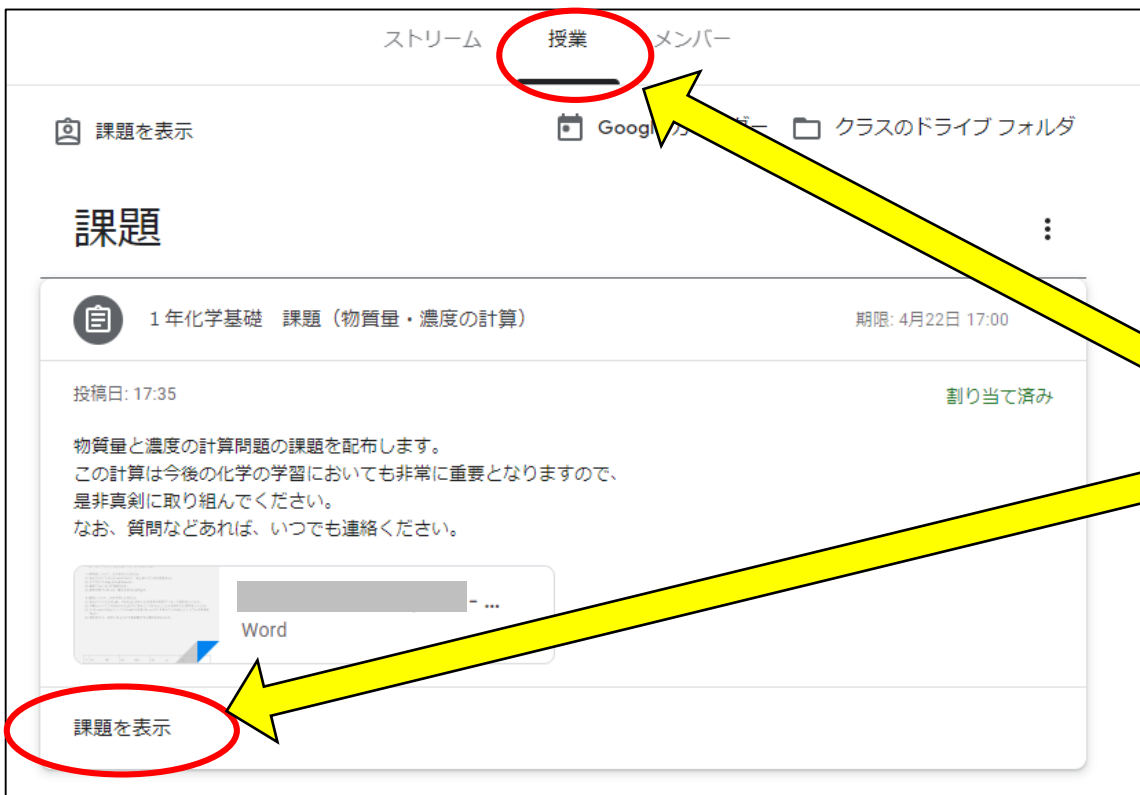 ストリーム 授業 メンバー
課題を表示 クラスのドライブ フォルダ
課題
１年化学基礎　課題（物質量・濃度の計算） 期限: 4月22日 17:00
投稿日: 17:35 割り当て済み
物質量と濃度の計算問題の課題を配布します。
この計算は今後の化学の学習においても非常に重要となりますので、
是非真剣に取り組んでください。
なお、質問などあれば、いつでも連絡ください。
- ...
Word
課題を表示